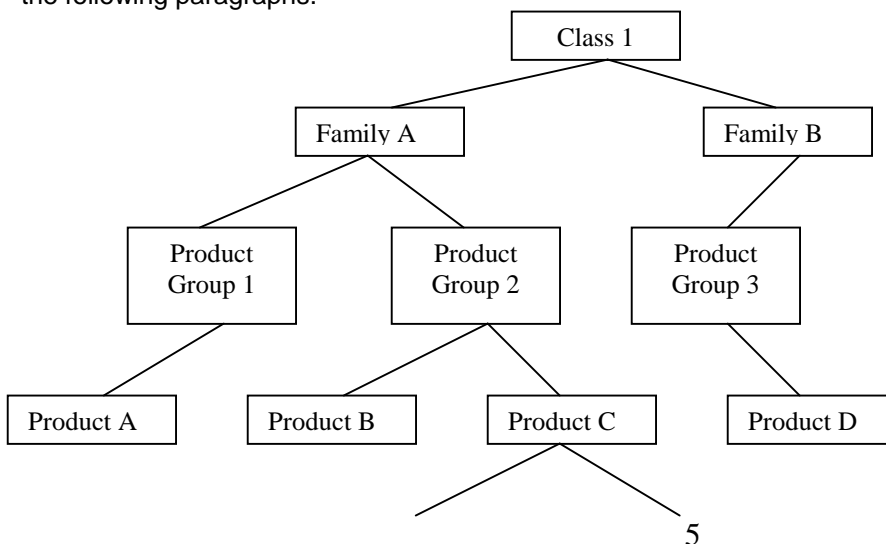 the following paragraphs.
Class 1
Family A
Family B
Product
Group 1
Product
Group 2
Product
Group 3
Product A
Product B
Product C
Product D
5